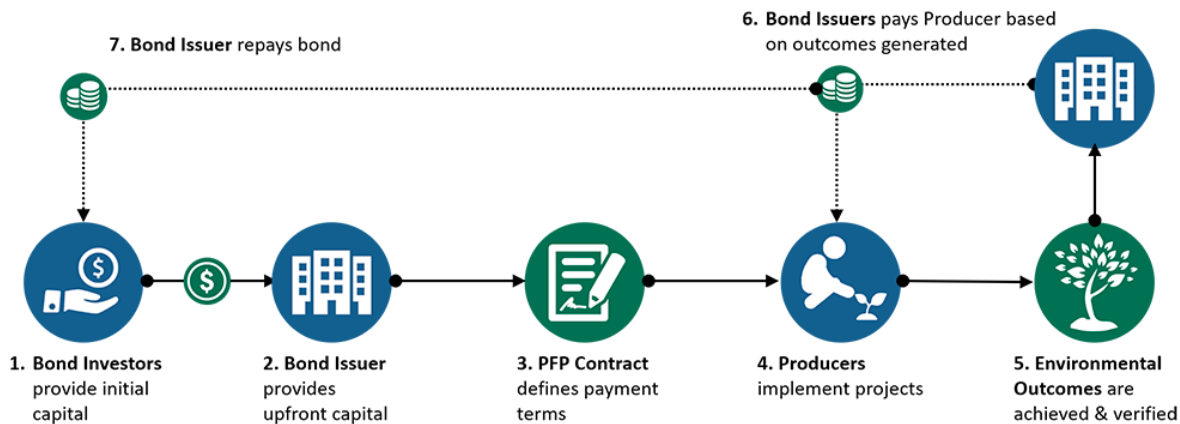 7. Bond Issuer repays bond
6. Bond Issuers pays Producer based
on outcomes generated
$
$
1. Bond Investors
provide initial
capital
2. Bond Issuer
provides
upfront capital
3. PFP Contract
defines payment
terms
4. Producers
implement projects
5. Environmental
Outcomes are
achieved & verified